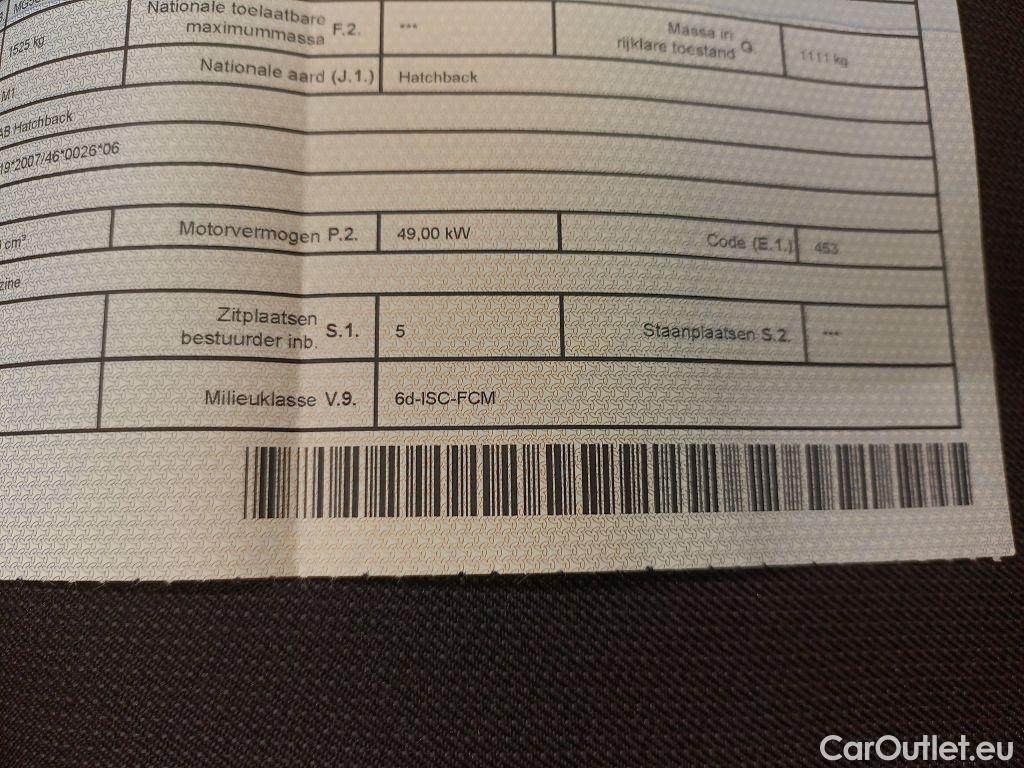 Nationale toelaatbare
maximummassa F.2. ***
Massa in
rijklare toestand G. 1111 kg
1525 kg
Nationale aard (J.1.) Hatchback
M1
AB Hatchback
19*2007/46*0026*06
cm³ Motorvermogen P.2. 49,00 kW Code (E.1.) 453
Zitplaatsen
bestuurder inb. S.1. 5 Staanplaatsen S.2. ***
Milieuklasse V.9. 6d-ISC-FCM
CarOutlet.eu